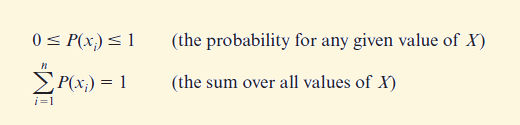 0 ≤ P(xᵢ) ≤ 1 (the probability for any given value of X)
n
∑ P(xᵢ) = 1 (the sum over all values of X)
i=1